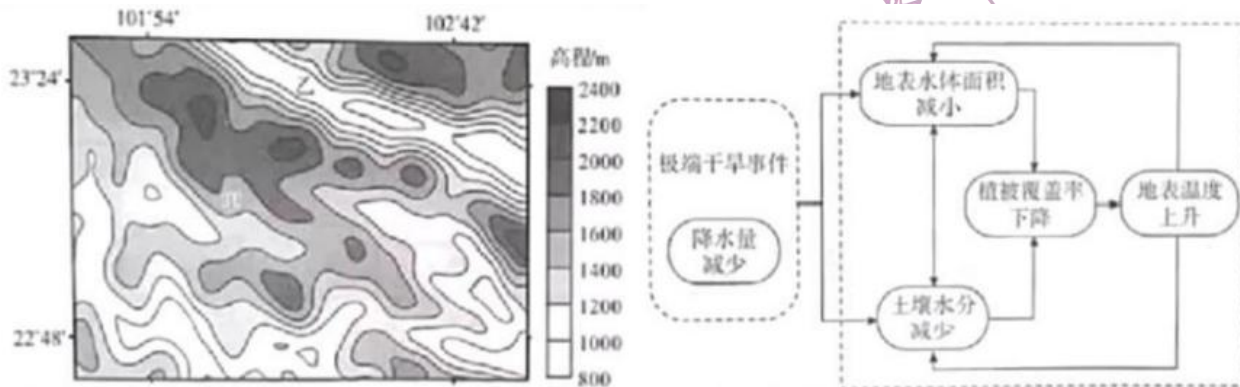 101°54′
102°42′
23°24′
22°48′
高程/m
2400
2200
2000
1800
1600
1400
1200
1000
800
极端干旱事件
降水量
减少
地表水体面积
减小
植被覆盖率
下降
地表温度
上升
土壤水分
减少